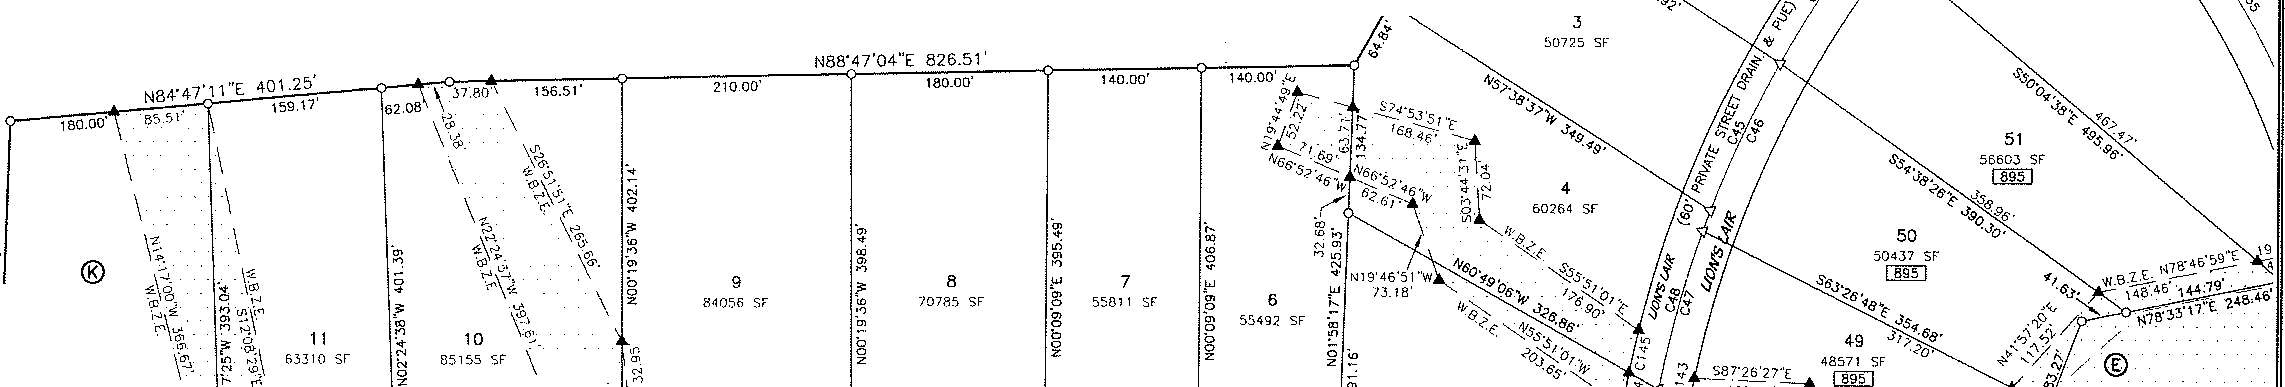 N84°47'11"E 401.25'
180.00'
85.51'
159.17'
62.08'
37.80'
156.51'
N88°47'04"E 826.51'
210.00'
180.00'
140.00'
140.00'
64.84'
3
50725 SF
N57°38'37"W 349.49'
(60' PRIVATE STREET DRAIN & PUE)
C45
C46
S50°04'38"E 495.96'
467.47'
51
56603 SF
895
S54°38'26"E 390.30'
358.96'
28.38'
S26°51'51"E 265.66'
W.B.Z.E.
N22°24'37"W 397.61'
W.B.Z.E.
N00°19'36"W 402.14'
N19°44'49"E
52.22'
71.69'
N66°52'46"W
63.71'
134.77'
S74°53'51"E
168.46'
N66°52'46"W
62.61'
S03°44'31"E
72.04
4
60264 SF
32.68'
N19°46'51"W
73.18'
W.B.Z.E.
S55°51'01"E
176.90'
LION'S LAIR
LION'S LAIR
C48
C47
C145
50
50437 SF
895
S63°26'48"E 354.68'
317.20'
41.63'
W.B.Z.E. N78°46'59"E
148.46'
144.79'
N78°33'17"E 248.46'
N41°57'20"E
117.52'
K
N14°17'00"W 366.67'
W.B.Z.E.
W.B.Z.E.
11
63310 SF
N02°24'38"W 401.39'
10
85155 SF
32.95
9
84056 SF
N00°19'36"W 398.49'
8
70785 SF
N00°09'09"E 395.49'
7
55811 SF
N00°09'09"E 406.87'
6
55492 SF
N01°58'17"E 425.93'
91.16'
N60°49'06"W 326.86'
W.B.Z.E.
N55°51'01"W
203.65'
S87°26'27"E
49
48571 SF
895
E